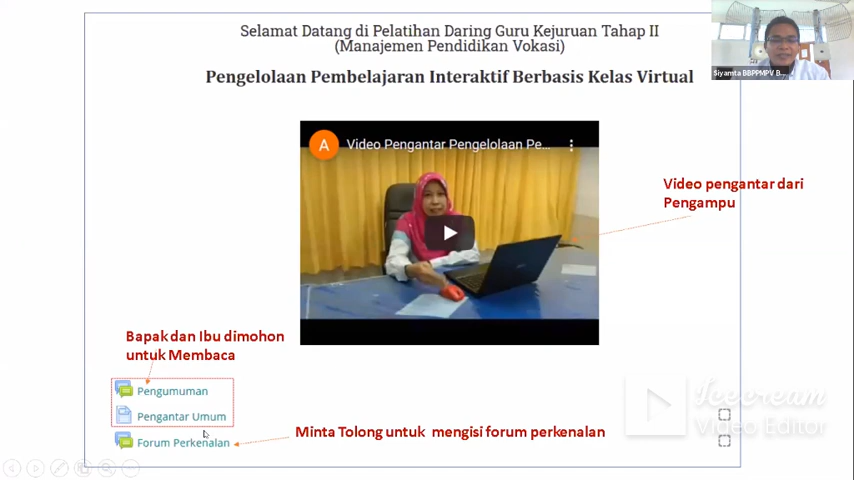 Selamat Datang di Pelatihan Daring Guru Kejuruan Tahap II
(Manajemen Pendidikan Vokasi)
Pengelolaan Pembelajaran Interaktif Berbasis Kelas Virtual
Siyamta BBPPMPV B...
A
Video Pengantar Pengelolaan Pe...
Video pengantar dari
Pengampu
Bapak dan Ibu dimohon
untuk Membaca
Pengumuman
Pengantar Umum
Forum Perkenalan
Minta Tolong untuk mengisi forum perkenalan
Icecream
Video Editor